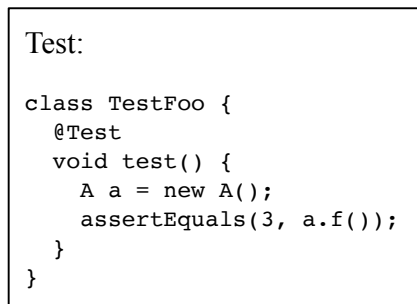 Test:
class TestFoo {
  @Test
  void test() {
    A a = new A();
    assertEquals(3, a.f());
  }
}